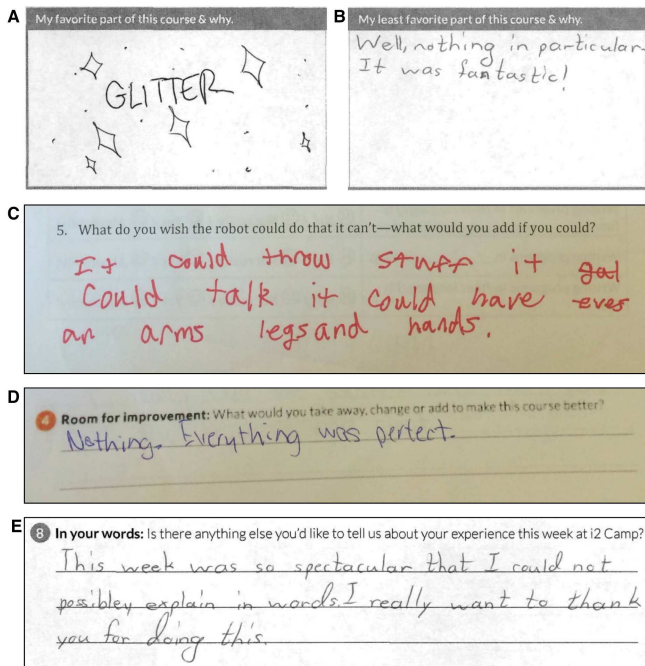 A
My favorite part of this course & why.
GLITTER
B
My least favorite part of this course & why.
Well, nothing in particular
It was fantastic!
C
5. What do you wish the robot could do that it can't—what would you add if you could?
It could throw stuff it
Could talk it could have
an arms legs and hands.
D
4 Room for improvement: What would you take away, change or add to make this course better?
Nothing. Everything was perfect.
E
8 In your words: Is there anything else you'd like to tell us about your experience this week at i2 Camp?
This week was so spectacular that I could not
possibley explain in words. I really want to thank
you for doing this.